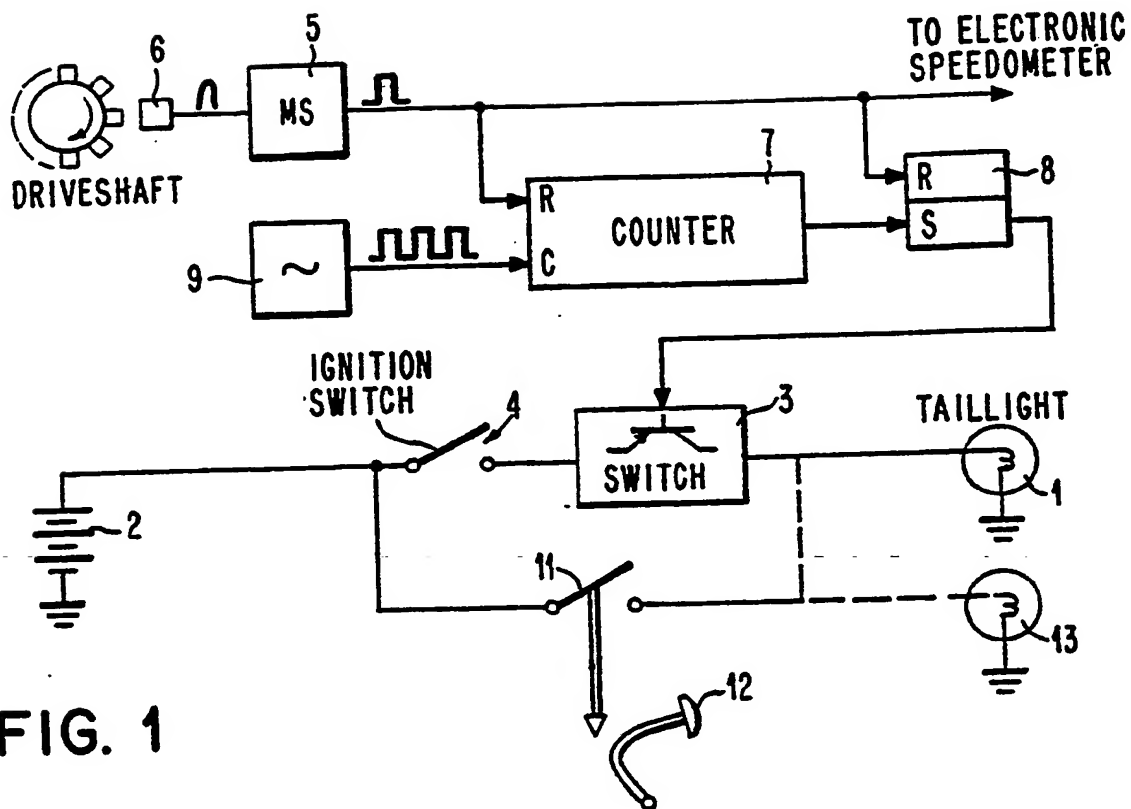 TO ELECTRONIC
SPEEDOMETER
6
5
MS
DRIVESHAFT
7
R
COUNTER
C
R
8
S
9
~
IGNITION
SWITCH
4
3
SWITCH
TAILLIGHT
1
2
11
13
12
FIG. 1